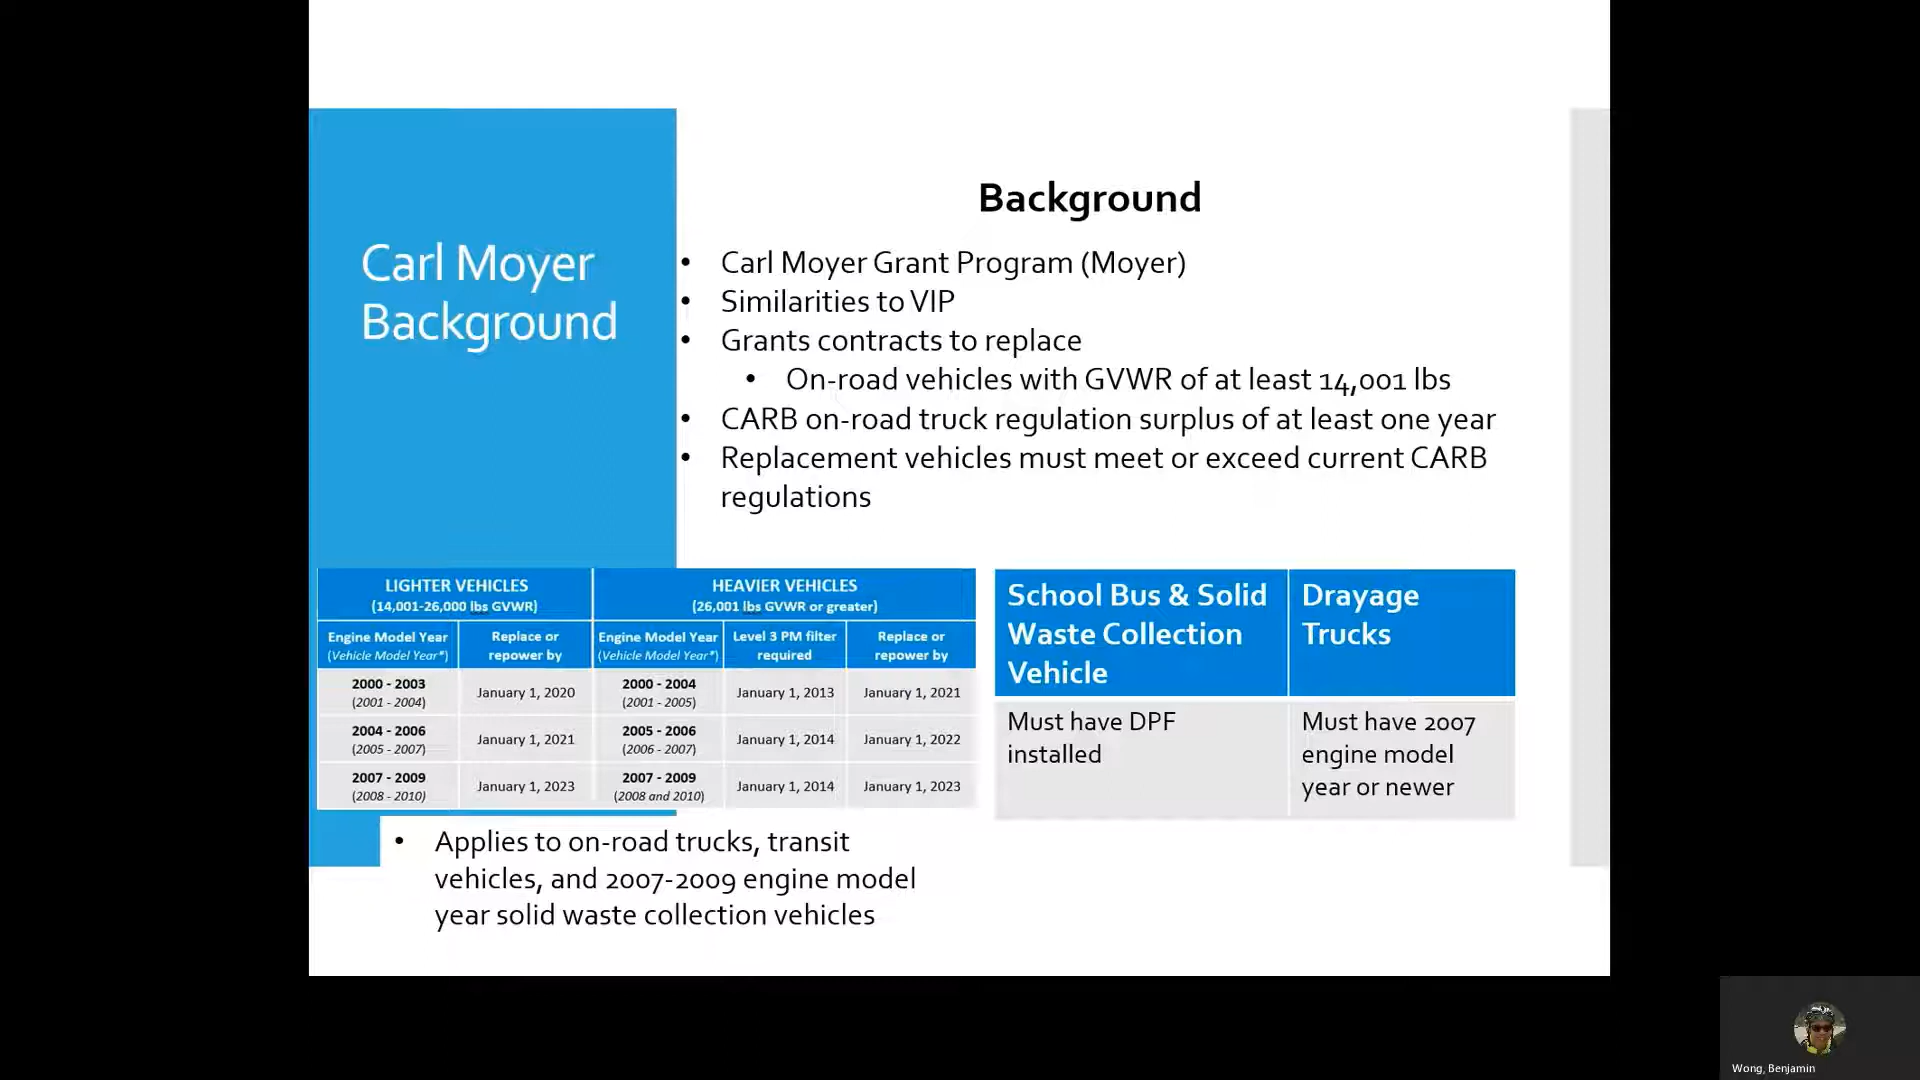 Carl Moyer
Background
Background
• Carl Moyer Grant Program (Moyer)
• Similarities to VIP
• Grants contracts to replace
• On-road vehicles with GVWR of at least 14,001 lbs
• CARB on-road truck regulation surplus of at least one year
• Replacement vehicles must meet or exceed current CARB
regulations
LIGHTER VEHICLES
(14,001-26,000 lbs GVWR)
HEAVIER VEHICLES
(26,001 lbs GVWR or greater)
Engine Model Year
(Vehicle Model Year*)
Replace or
repower by
Engine Model Year
(Vehicle Model Year*)
Level 3 PM filter
required
Replace or
repower by
2000 - 2003
(2001 - 2004)
January 1, 2020
2000 - 2004
(2001 - 2005)
January 1, 2013
January 1, 2021
2004 - 2006
(2005 - 2007)
January 1, 2021
2005 - 2006
(2006 - 2007)
January 1, 2014
January 1, 2022
2007 - 2009
(2008 - 2010)
January 1, 2023
2007 - 2009
(2008 and 2010)
January 1, 2014
January 1, 2023
School Bus & Solid
Waste Collection
Vehicle
Drayage
Trucks
Must have DPF
installed
Must have 2007
engine model
year or newer
• Applies to on-road trucks, transit
vehicles, and 2007-2009 engine model
year solid waste collection vehicles
Wong, Benjamin